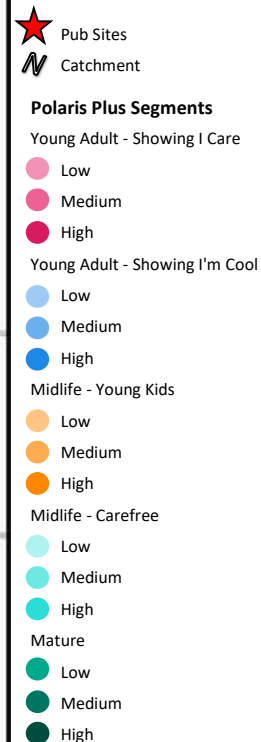 Pub Sites
Catchment
Polaris Plus Segments
Young Adult - Showing I Care
Low
Medium
High
Young Adult - Showing I'm Cool
Low
Medium
High
Midlife - Young Kids
Low
Medium
High
Midlife - Carefree
Low
Medium
High
Mature
Low
Medium
High